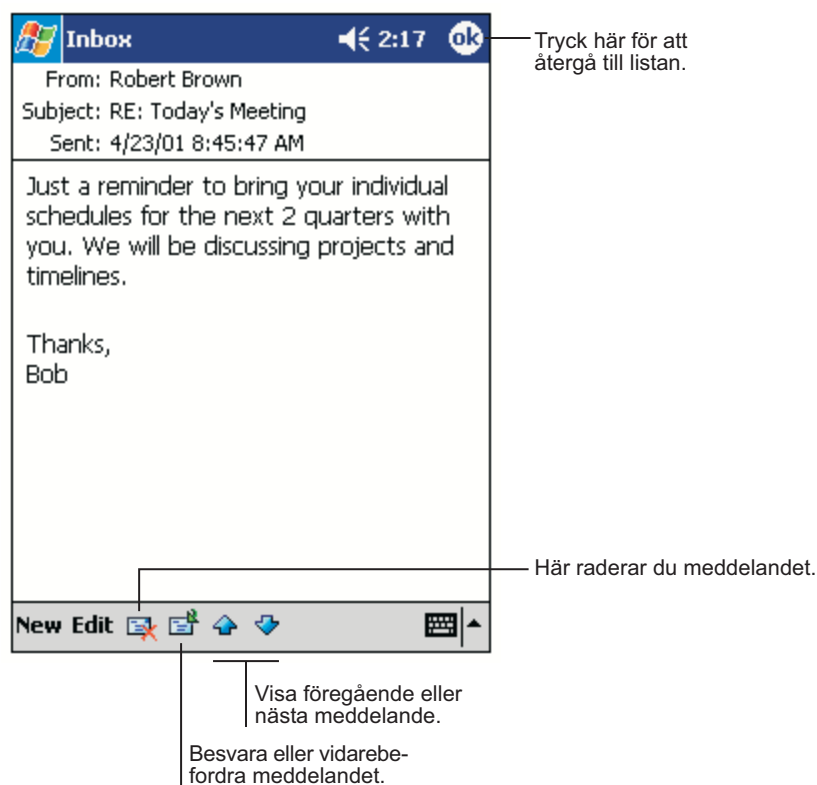 Inbox 2:17 ok
Tryck här för att
återgå till listan.
From: Robert Brown
Subject: RE: Today's Meeting
Sent: 4/23/01 8:45:47 AM
Just a reminder to bring your individual
schedules for the next 2 quarters with
you. We will be discussing projects and
timelines.
Thanks,
Bob
Här raderar du meddelandet.
New Edit
Visa föregående eller
nästa meddelande.
Besvara eller vidarebe-
fordra meddelandet.